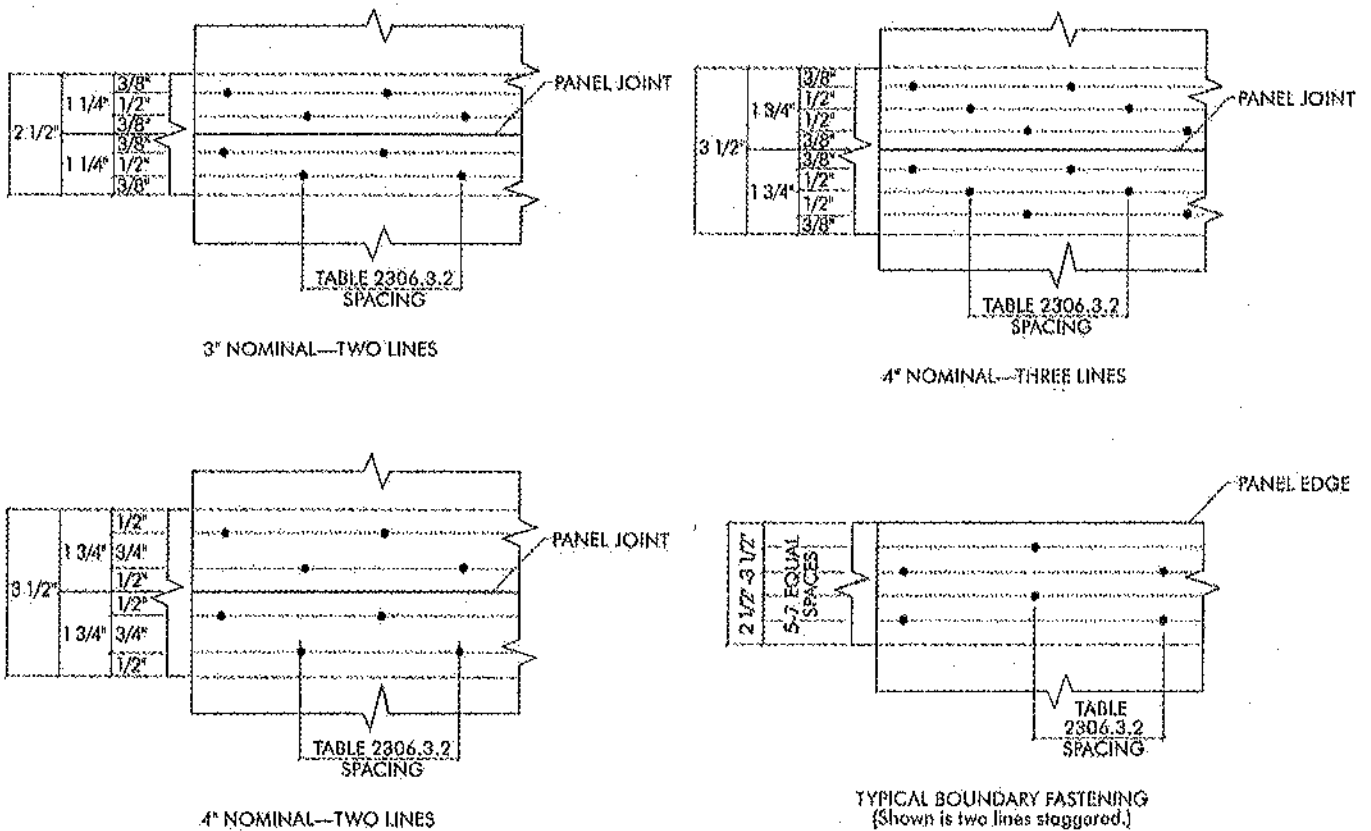 PANEL JOINT
2 1/2"
1 1/4"
1 1/4"
3/8"
1/2"
3/8"
3/8"
1/2"
3/8"
TABLE 2306.3.2
SPACING
3" NOMINAL—TWO LINES
PANEL JOINT
3 1/2"
1 3/4"
1 3/4"
3/8"
1/2"
1/2"
3/8"
3/8"
1/2"
1/2"
3/8"
TABLE 2306.3.2
SPACING
4" NOMINAL—THREE LINES
PANEL JOINT
3 1/2"
1 3/4"
1 3/4"
1/2"
3/4"
1/2"
1/2"
3/4"
1/2"
TABLE 2306.3.2
SPACING
4" NOMINAL—TWO LINES
PANEL EDGE
2 1/2"-3 1/2"
5-7 EQUAL
SPACES
TABLE
2306.3.2
SPACING
TYPICAL BOUNDARY FASTENING
(Shown is two lines staggered.)